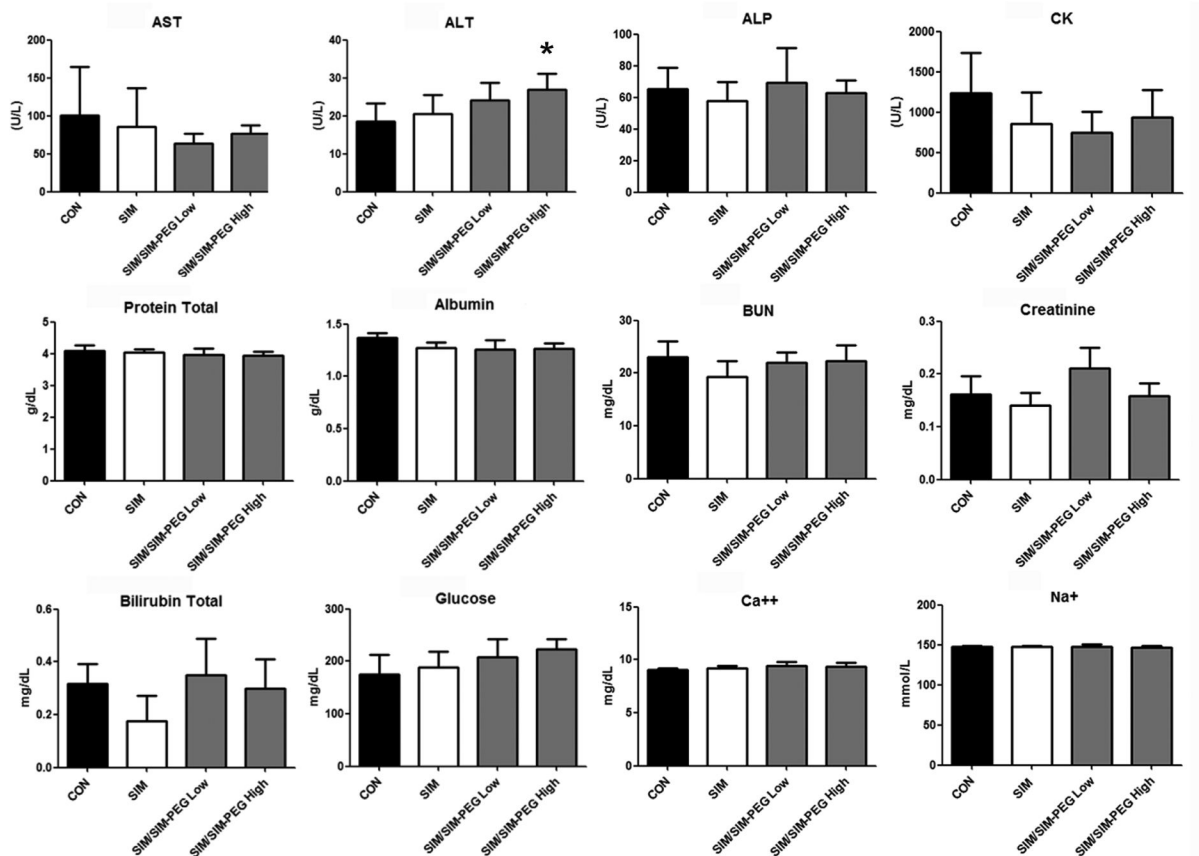 AST
200
150
100
50
0
(U/L)
CON
SIM
SIM/SIM-PEG Low
SIM/SIM-PEG High
ALT
*
40
30
20
10
0
(U/L)
CON
SIM
SIM/SIM-PEG Low
SIM/SIM-PEG High
ALP
100
80
60
40
20
0
(U/L)
CON
SIM
SIM/SIM-PEG Low
SIM/SIM-PEG High
CK
2000
1500
1000
500
0
(U/L)
CON
SIM
SIM/SIM-PEG Low
SIM/SIM-PEG High
Protein Total
5
4
3
2
1
0
g/dL
CON
SIM
SIM/SIM-PEG Low
SIM/SIM-PEG High
Albumin
1.5
1.0
0.5
0.0
g/dL
CON
SIM
SIM/SIM-PEG Low
SIM/SIM-PEG High
BUN
30
20
10
0
mg/dL
CON
SIM
SIM/SIM-PEG Low
SIM/SIM-PEG High
Creatinine
0.3
0.2
0.1
0.0
mg/dL
CON
SIM
SIM/SIM-PEG Low
SIM/SIM-PEG High
Bilirubin Total
0.6
0.4
0.2
0.0
mg/dL
CON
SIM
SIM/SIM-PEG Low
SIM/SIM-PEG High
Glucose
300
200
100
0
mg/dL
CON
SIM
SIM/SIM-PEG Low
SIM/SIM-PEG High
Ca++
15
10
5
0
mg/dL
CON
SIM
SIM/SIM-PEG Low
SIM/SIM-PEG High
Na+
200
150
100
50
0
mmol/L
CON
SIM
SIM/SIM-PEG Low
SIM/SIM-PEG High